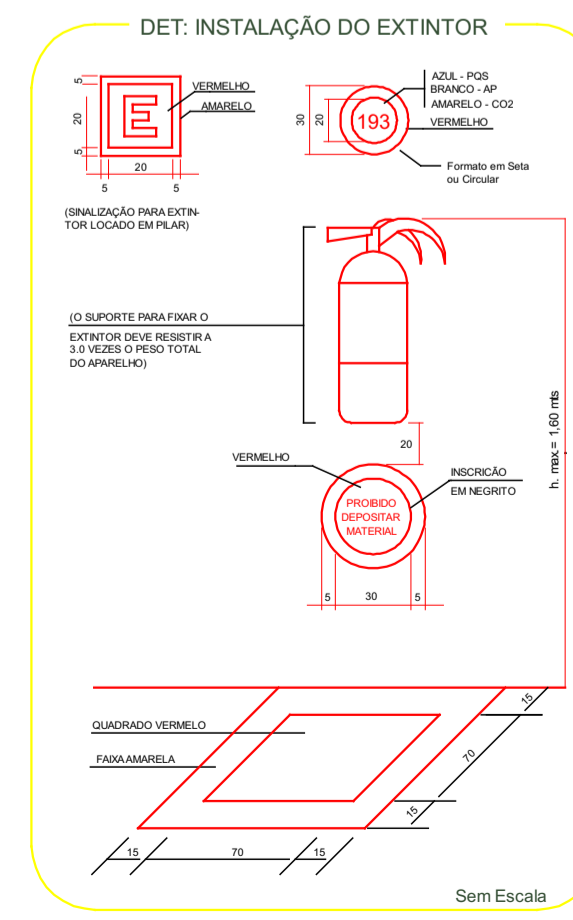 DET: INSTALAÇÃO DO EXTINTOR
5
20
5
E
VERMELHO
AMARELO
20
5
5
(SINALIZAÇÃO PARA EXTIN-
TOR LOCADO EM PILAR)
30
20
193
AZUL - PQS
BRANCO - AP
AMARELO - CO2
VERMELHO
Formato em Seta
ou Circular
(O SUPORTE PARA FIXAR O
EXTINTOR DEVE RESISTIR A
3.0 VEZES O PESO TOTAL
DO APARELHO)
h. max.= 1,60 mts
20
VERMELHO
INSCRICÃO
EM NEGRITO
PROIBIDO
DEPOSITAR
MATERIAL
5
30
5
QUADRADO VERMELO
FAIXA AMARELA
15
70
15
15
70
15
Sem Escala